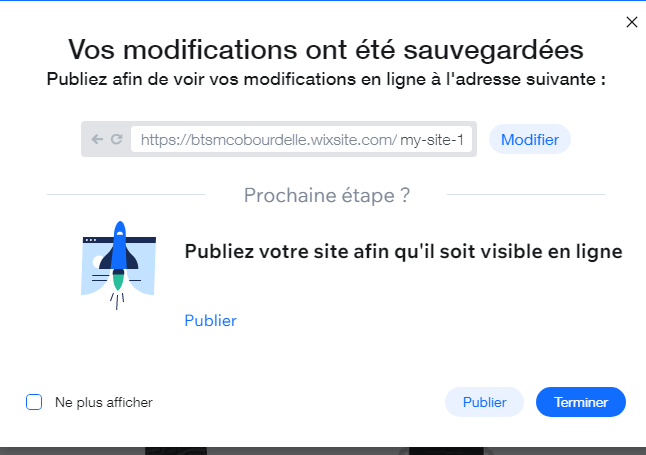 Vos modifications ont été sauvegardées
Publiez afin de voir vos modifications en ligne à l'adresse suivante :
https://btsmcobourdelle.wixsite.com/ my-site-1
Modifier
Prochaine étape ?
Publiez votre site afin qu'il soit visible en ligne
Publier
Ne plus afficher
Publier
Terminer